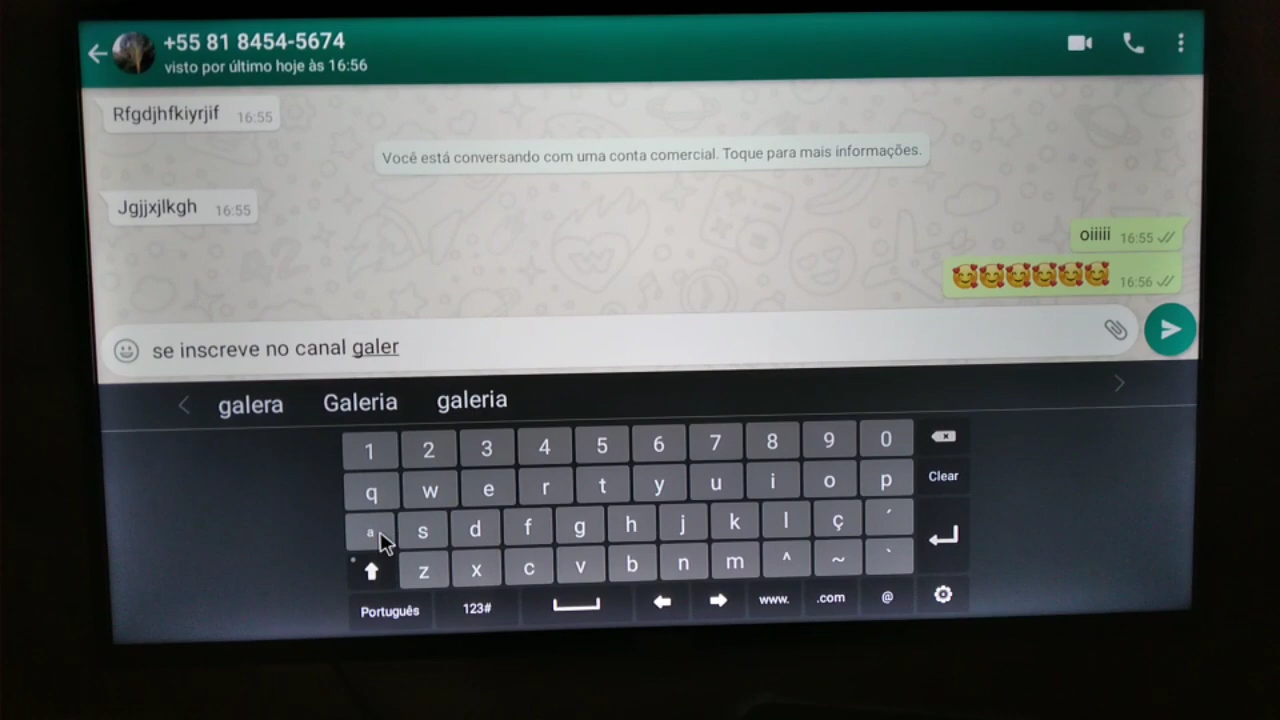 +55 81 8454-5674
visto por último hoje às 16:56
Rfgdjhfkiyrjif 16:55
Você está conversando com uma conta comercial. Toque para mais informações.
Jgjjxjlkgh 16:55
oiiiii 16:55
🥰🥰🥰🥰🥰🥰 16:56
se inscreve no canal galer
galera Galeria galeria
1 2 3 4 5 6 7 8 9 0
q w e r t y u i o p Clear
a s d f g h j k l ç ´
z x c v b n m ^ ~ `
Português 123# www. .com @